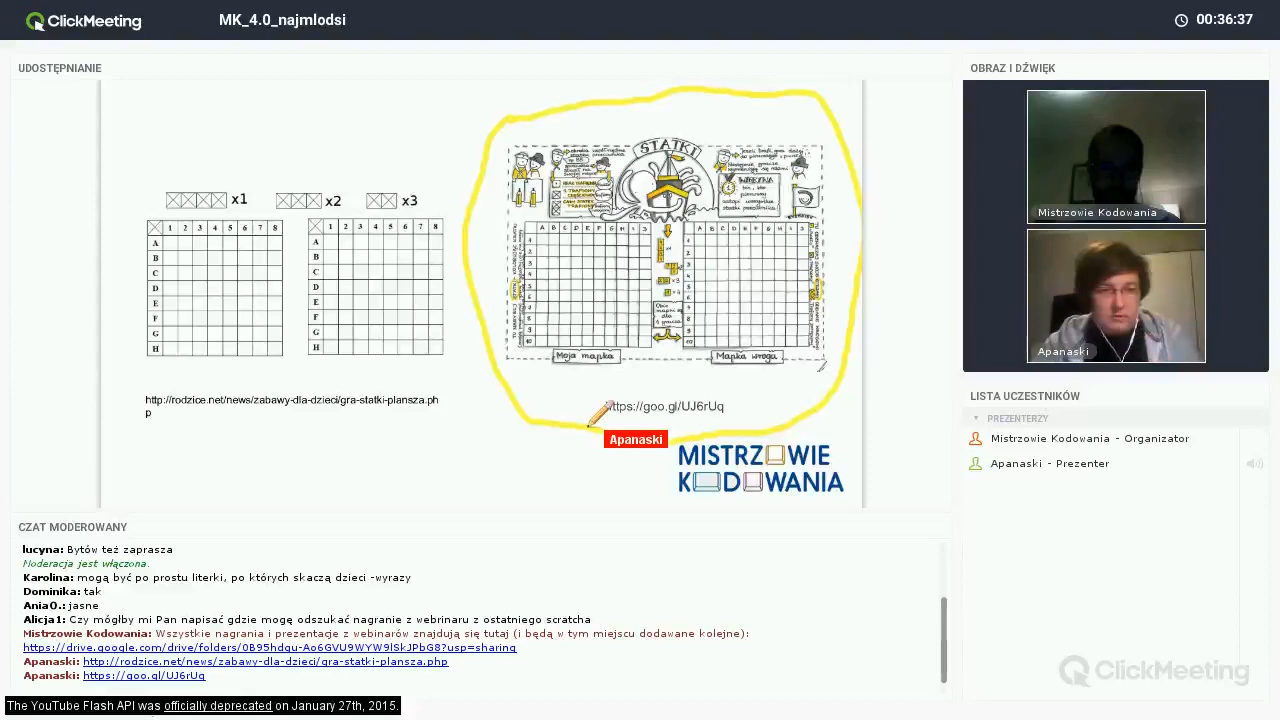 ClickMeeting
MK_4.0_najmlodsi
00:36:37
UDOSTĘPNIANIE
OBRAZ I DŹWIĘK
x1
x2
x3
1 2 3 4 5 6 7 8
A
B
C
D
E
F
G
H
1 2 3 4 5 6 7 8
A
B
C
D
E
F
G
H
STATKI
Moja mapka
Mapka wroga
http://rodzice.net/news/zabawy-dla-dzieci/gra-statki-plansza.ph
p
ttps://goo.gl/UJ6rUq
Apanaski
MISTRZOWIE
KODOWANIA
Mistrzowie Kodowania
Apanaski
LISTA UCZESTNIKÓW
PREZENTERZY
Mistrzowie Kodowania - Organizator
Apanaski - Prezenter
CZAT MODEROWANY
lucyna: Bytów też zaprasza
Moderacja jest włączona.
Karolina: mogą być po prostu literki, po których skaczą dzieci -wyrazy
Dominika: tak
AniaO.: jasne
Alicja1: Czy mógłby mi Pan napisać gdzie mogę odszukać nagranie z webinaru z ostatniego scratcha
Mistrzowie Kodowania: Wszystkie nagrania i prezentacje z webinarów znajdują się tutaj (i będą w tym miejscu dodawane kolejne):
https://drive.google.com/drive/folders/0B95hdqu-Ao6GVU9WYW9lSkJPbG8?usp=sharing
Apanaski: http://rodzice.net/news/zabawy-dla-dzieci/gra-statki-plansza.php
Apanaski: https://goo.gl/UJ6rUq
ClickMeeting
The YouTube Flash API was officially deprecated on January 27th, 2015.